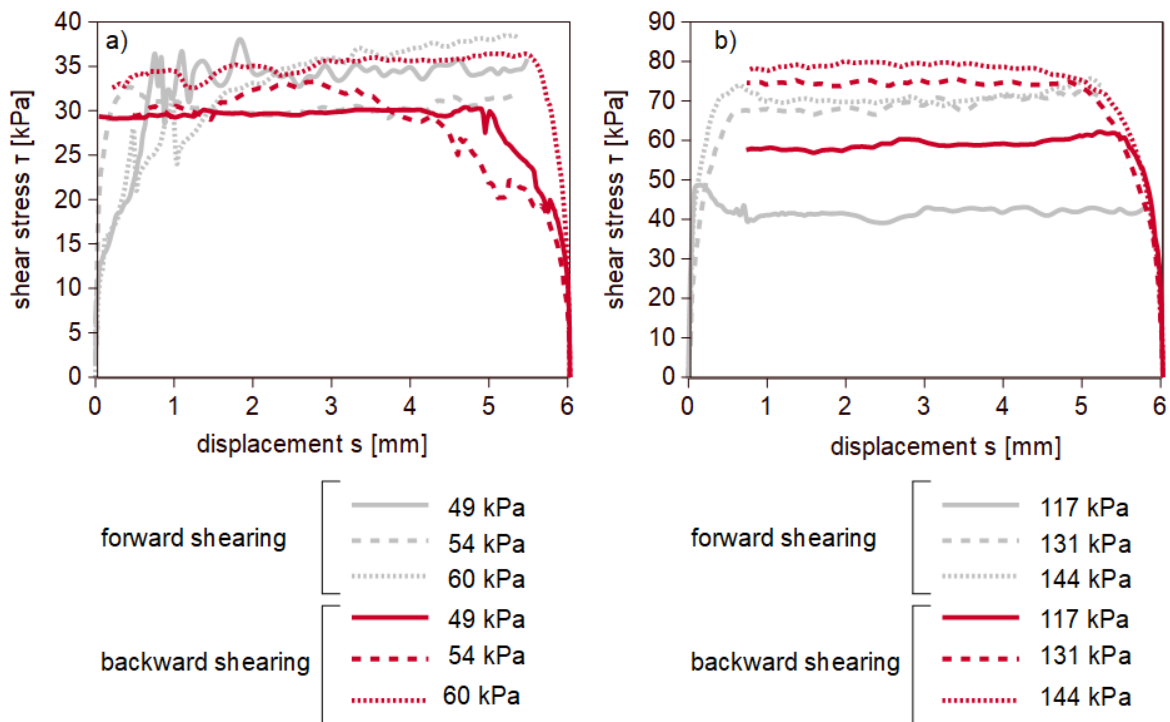 a)
shear stress τ [kPa]
40
35
30
25
20
15
10
5
0
0 1 2 3 4 5 6
displacement s [mm]
b)
shear stress τ [kPa]
90
80
70
60
50
40
30
20
10
0
0 1 2 3 4 5 6
displacement s [mm]
forward shearing
49 kPa
54 kPa
60 kPa
backward shearing
49 kPa
54 kPa
60 kPa
forward shearing
117 kPa
131 kPa
144 kPa
backward shearing
117 kPa
131 kPa
144 kPa